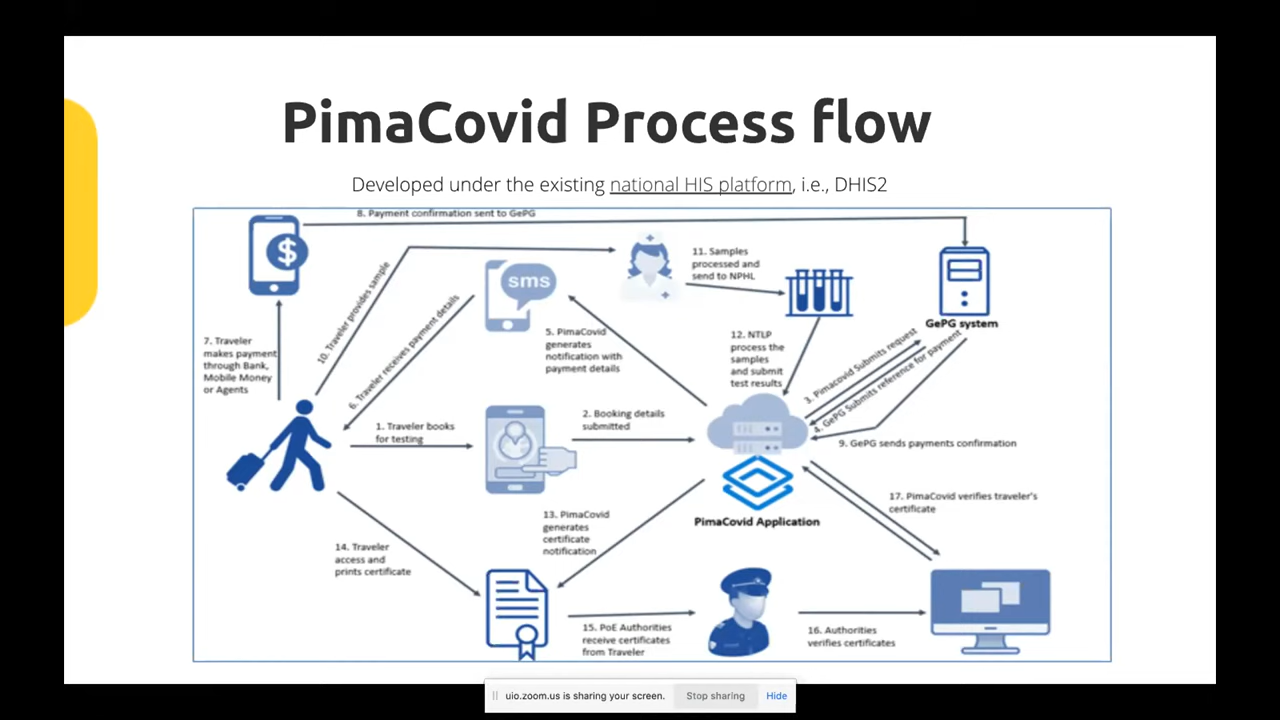 PimaCovid Process flow
Developed under the existing national HIS platform, i.e., DHIS2
8. Payment confirmation sent to GePG
$
10. Traveler provides sample
sms
11. Samples
processed and
send to NPHL
GePG system
7. Traveler
makes payment
through Bank,
Mobile Money
or Agents
6. Traveler receives payment details
5. PimaCovid
generates
notification with
payment details
12. NTLP
process the
samples
and submit
test results
3. Pimacovid Submits request
4. GePG Submits reference for payment
1. Traveler books
for testing
2. Booking details
submitted
9. GePG sends payments confirmation
PimaCovid Application
17. PimaCovid verifies traveler's
certificate
13. PimaCovid
generates
certificate
notification
14. Traveler
access and
prints certificate
15. PoE Authorities
receive certificates
from Traveler
16. Authorities
verifies certificates
uio.zoom.us is sharing your screen.
Stop sharing
Hide